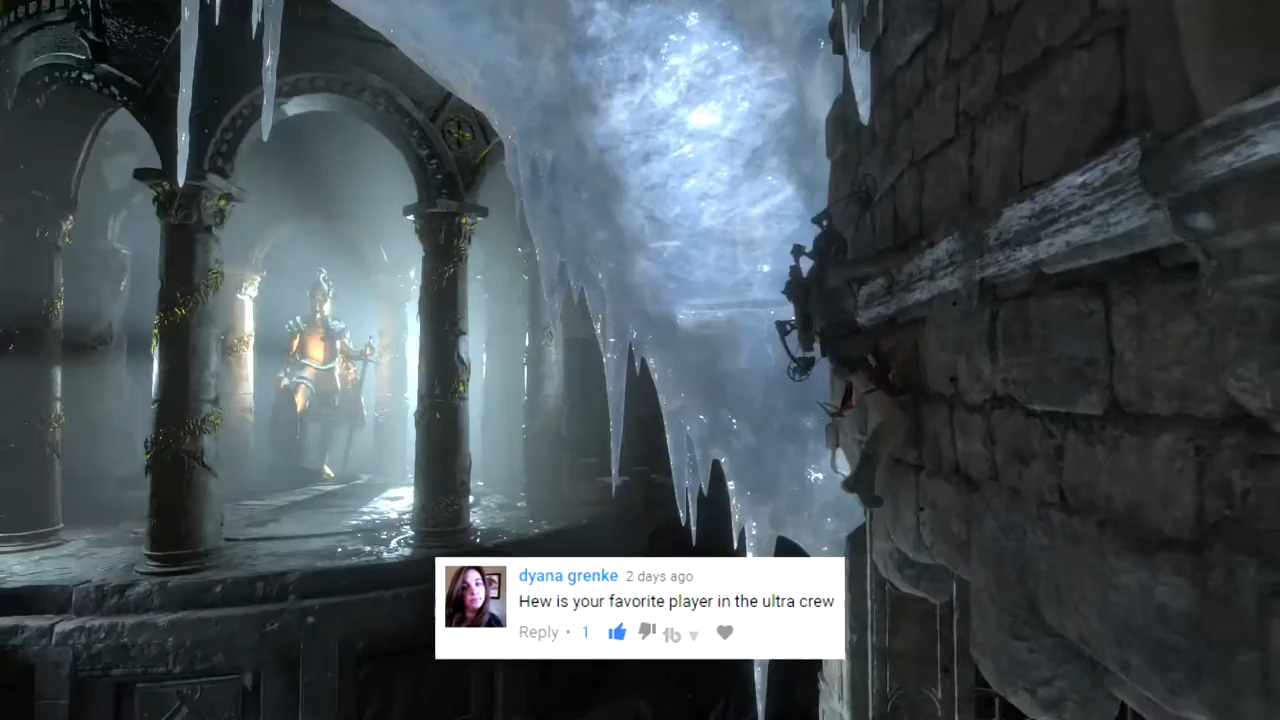 dyana grenke 2 days ago
Hew is your favorite player in the ultra crew
Reply • 1